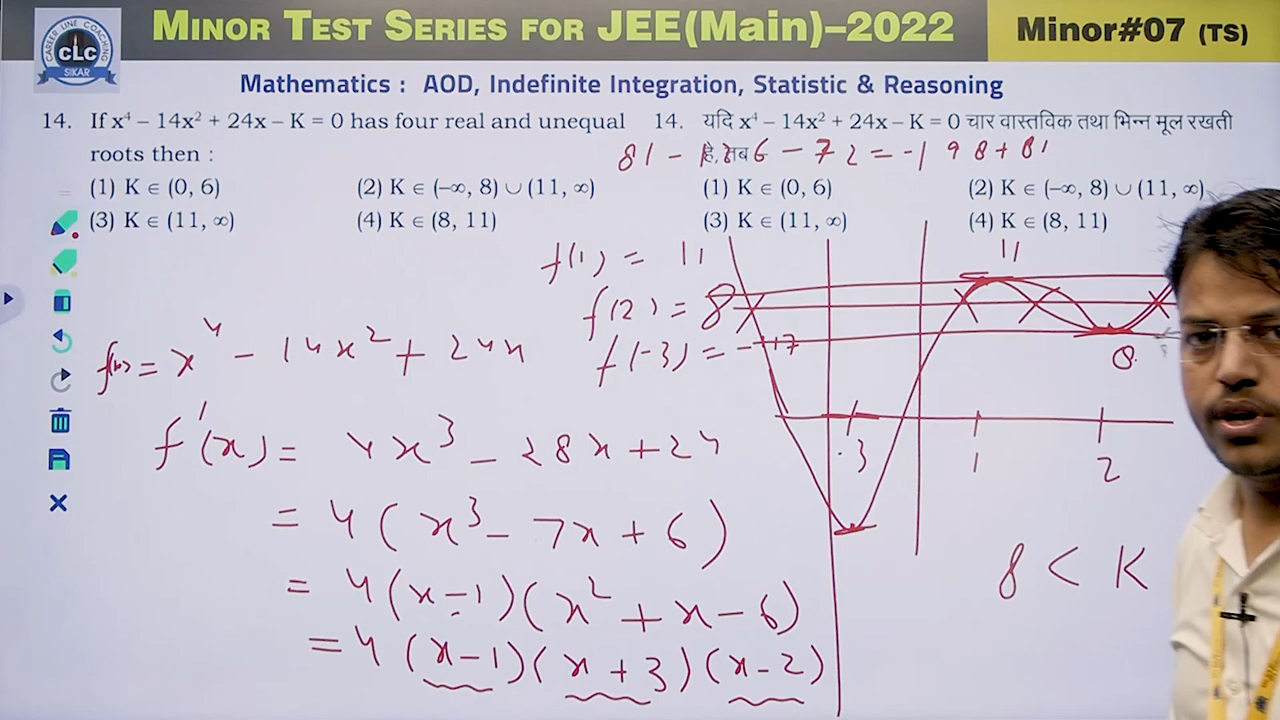 MINOR TEST SERIES FOR JEE(Main)–2022
Minor#07 (TS)
CAREER LINE COACHING
CLC
SIKAR
Mathematics : AOD, Indefinite Integration, Statistic & Reasoning
14. If x⁴ – 14x² + 24x – K = 0 has four real and unequal
roots then :
(1) K ∈ (0, 6) (2) K ∈ (–∞, 8) ∪ (11, ∞)
(3) K ∈ (11, ∞) (4) K ∈ (8, 11)
14. यदि x⁴ – 14x² + 24x – K = 0 चार वास्तविक तथा भिन्न मूल रखती
है, तब
(1) K ∈ (0, 6) (2) K ∈ (–∞, 8) ∪ (11, ∞)
(3) K ∈ (11, ∞) (4) K ∈ (8, 11)
81 – 126 – 72 = –198 + 81
f(1) = 11
f(2) = 8
f(-3) = -117
f(x) = x⁴ – 14x² + 24x
f'(x) = 4x³ – 28x + 24
= 4(x³ – 7x + 6)
= 4(x–1)(x² + x – 6)
= 4(x–1)(x+3)(x–2)
11
8
-3 1 2
8 < K